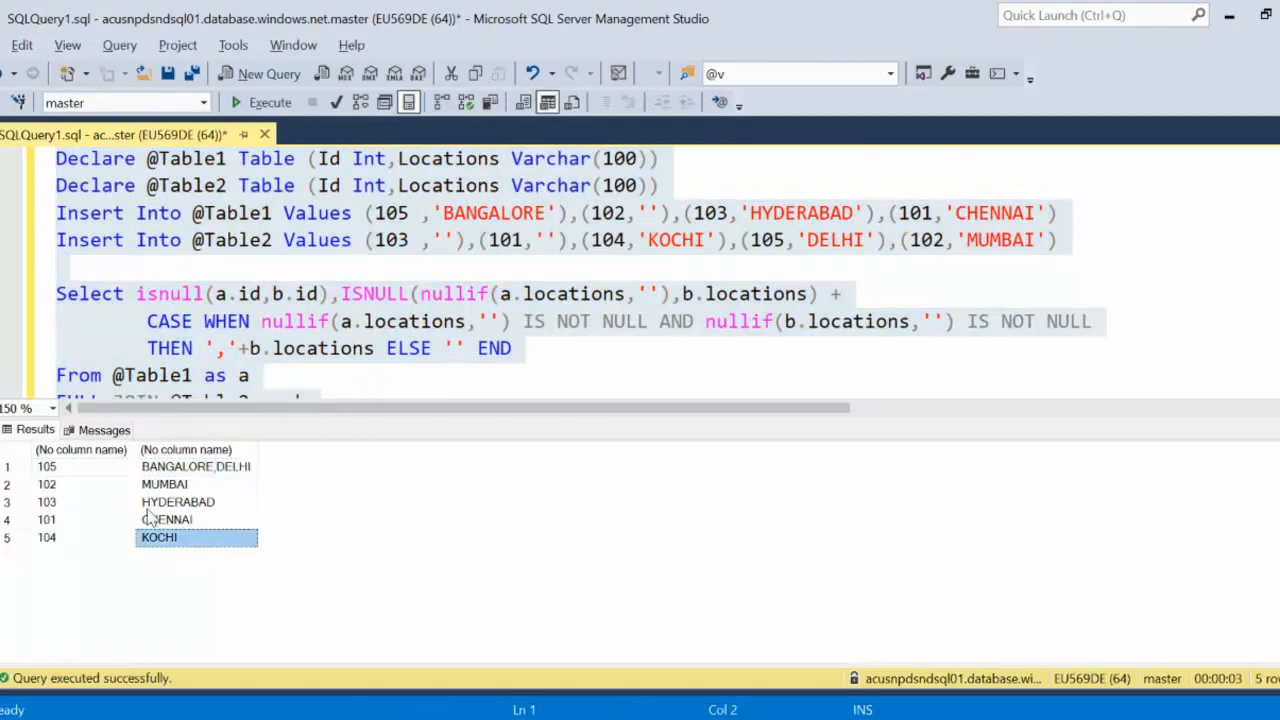 SQLQuery1.sql - acusnpdsndsql01.database.windows.net.master (EU569DE (64))* - Microsoft SQL Server Management Studio
Quick Launch (Ctrl+Q)
Edit View Query Project Tools Window Help
New Query @v
master Execute
SQLQuery1.sql - ac...ster (EU569DE (64))*
Declare @Table1 Table (Id Int,Locations Varchar(100))
Declare @Table2 Table (Id Int,Locations Varchar(100))
Insert Into @Table1 Values (105 ,'BANGALORE'),(102,''),(103,'HYDERABAD'),(101,'CHENNAI')
Insert Into @Table2 Values (103 ,''),(101,''),(104,'KOCHI'),(105,'DELHI'),(102,'MUMBAI')
Select isnull(a.id,b.id),ISNULL(nullif(a.locations,''),b.locations) +
CASE WHEN nullif(a.locations,'') IS NOT NULL AND nullif(b.locations,'') IS NOT NULL
THEN ','+b.locations ELSE '' END
From @Table1 as a
150 %
Results Messages
(No column name) (No column name)
1 105 BANGALORE,DELHI
2 102 MUMBAI
3 103 HYDERABAD
4 101 CHENNAI
5 104 KOCHI
Query executed successfully. acusnpdsndsql01.database.wi... EU569DE (64) master 00:00:03 5 ro
eady Ln 1 Col 2 INS